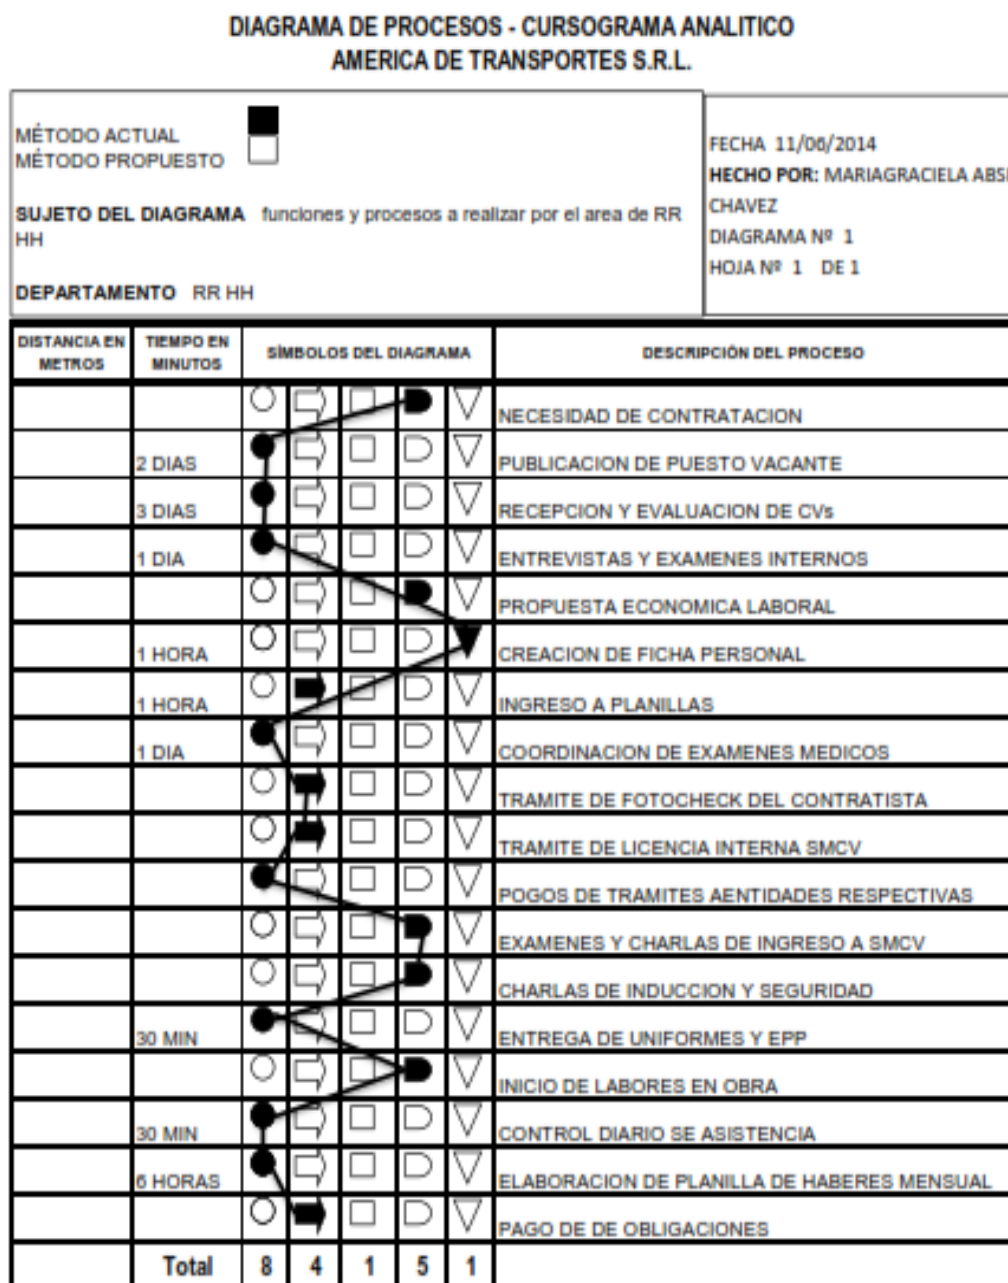 DIAGRAMA DE PROCESOS - CURSOGRAMA ANALITICO
AMERICA DE TRANSPORTES S.R.L.
MÉTODO ACTUAL
MÉTODO PROPUESTO
SUJETO DEL DIAGRAMA funciones y procesos a realizar por el area de RR
HH
DEPARTAMENTO RR HH
FECHA 11/06/2014
HECHO POR: MARIAGRACIELA ABSI
CHAVEZ
DIAGRAMA Nº 1
HOJA Nº 1 DE 1
DISTANCIA EN METROS TIEMPO EN MINUTOS SÍMBOLOS DEL DIAGRAMA DESCRIPCIÓN DEL PROCESO
NECESIDAD DE CONTRATACION
2 DIAS PUBLICACION DE PUESTO VACANTE
3 DIAS RECEPCION Y EVALUACION DE CVs
1 DIA ENTREVISTAS Y EXAMENES INTERNOS
PROPUESTA ECONOMICA LABORAL
1 HORA CREACION DE FICHA PERSONAL
1 HORA INGRESO A PLANILLAS
1 DIA COORDINACION DE EXAMENES MEDICOS
TRAMITE DE FOTOCHECK DEL CONTRATISTA
TRAMITE DE LICENCIA INTERNA SMCV
POGOS DE TRAMITES AENTIDADES RESPECTIVAS
EXAMENES Y CHARLAS DE INGRESO A SMCV
CHARLAS DE INDUCCION Y SEGURIDAD
30 MIN ENTREGA DE UNIFORMES Y EPP
INICIO DE LABORES EN OBRA
30 MIN CONTROL DIARIO SE ASISTENCIA
6 HORAS ELABORACION DE PLANILLA DE HABERES MENSUAL
PAGO DE DE OBLIGACIONES
Total 8 4 1 5 1